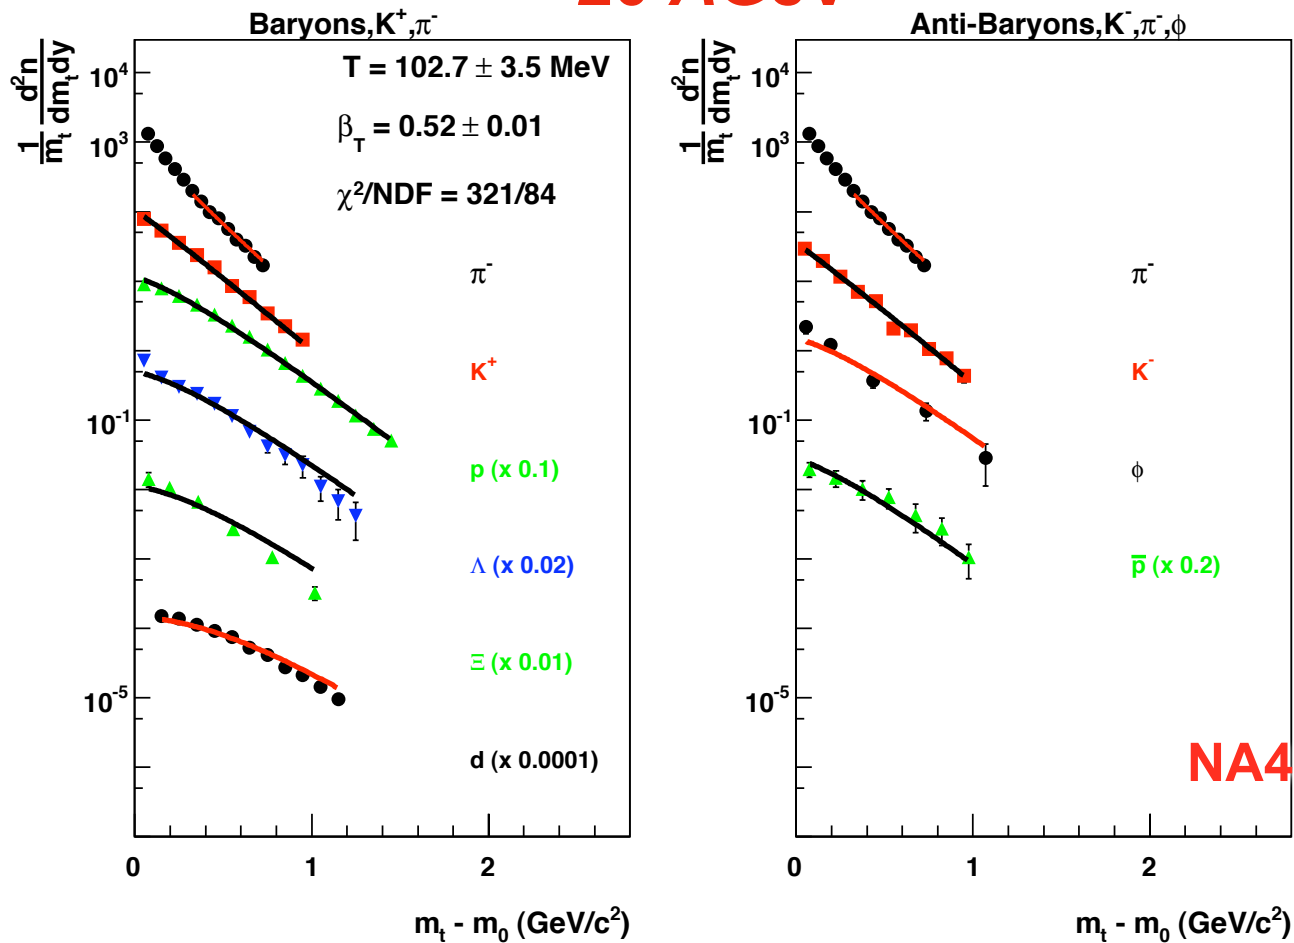 Baryons,K⁺,π⁻
1/mₜ d²n/dmₜdy
T = 102.7 ± 3.5 MeV
β_T = 0.52 ± 0.01
χ²/NDF = 321/84
10⁴
10³
10⁻¹
10⁻⁵
π⁻
K⁺
p (x 0.1)
Λ (x 0.02)
Ξ (x 0.01)
d (x 0.0001)
0 1 2
mₜ - m₀ (GeV/c²)
Anti-Baryons,K⁻,π⁻,ϕ
1/mₜ d²n/dmₜdy
10⁴
10³
10⁻¹
10⁻⁵
π⁻
K⁻
ϕ
p̅ (x 0.2)
NA4
0 1 2
mₜ - m₀ (GeV/c²)